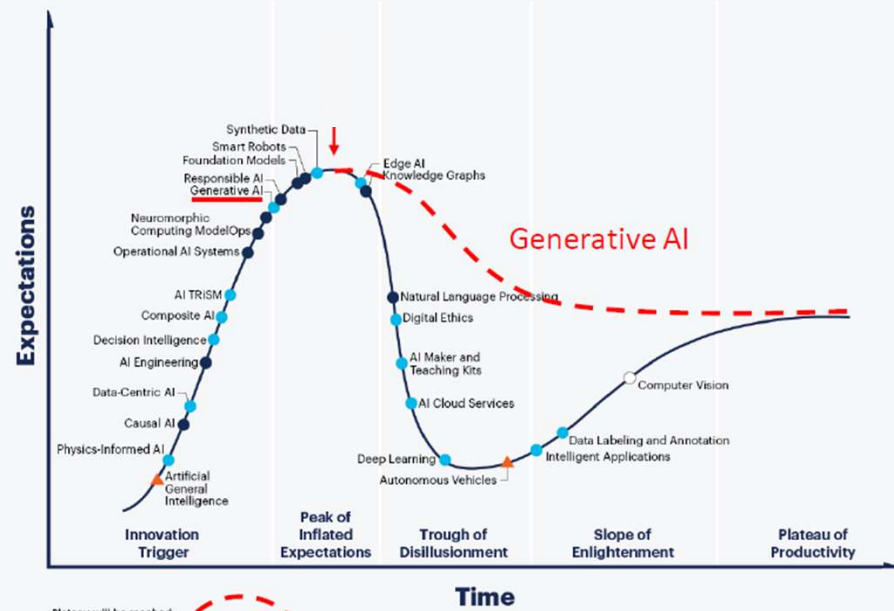 Synthetic Data
Smart Robots
Foundation Models
Responsible AI
Generative AI
Neuromorphic
Computing ModelOps
Operational AI Systems
AI TRiSM
Composite AI
Decision Intelligence
AI Engineering
Data-Centric AI
Causal AI
Physics-Informed AI
Artificial
General
Intelligence
Edge AI
Knowledge Graphs
Generative AI
Natural Language Processing
Digital Ethics
AI Maker and
Teaching Kits
AI Cloud Services
Deep Learning
Autonomous Vehicles
Computer Vision
Data Labeling and Annotation
Intelligent Applications
Expectations
Innovation
Trigger
Peak of
Inflated
Expectations
Trough of
Disillusionment
Slope of
Enlightenment
Plateau of
Productivity
Time